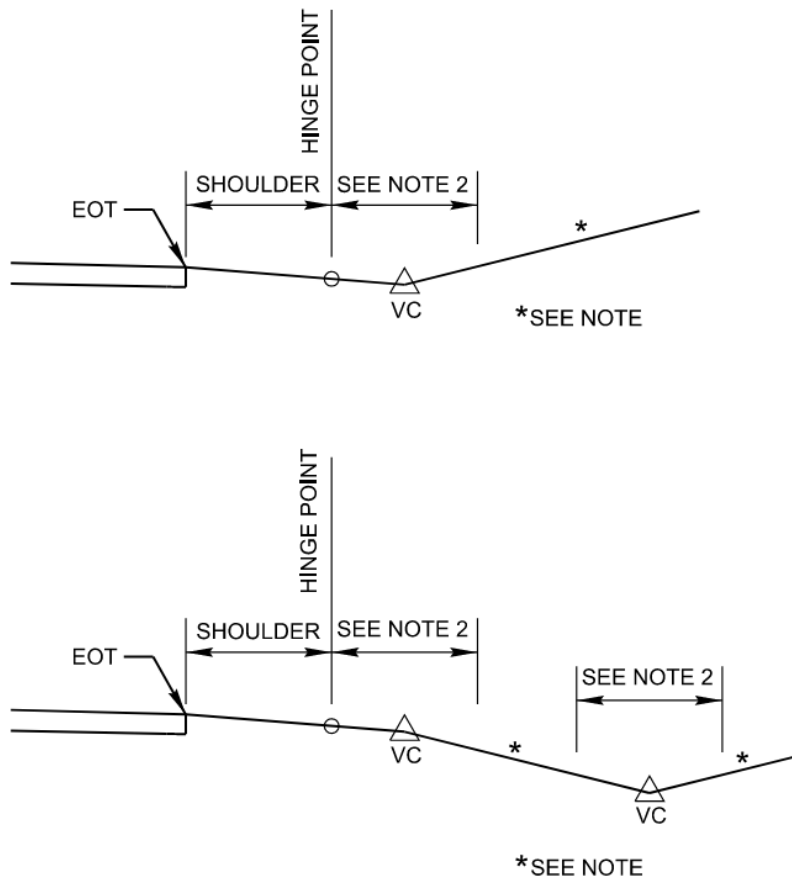 HINGE POINT
SHOULDER
SEE NOTE 2
EOT
*
VC
*SEE NOTE
HINGE POINT
SHOULDER
SEE NOTE 2
EOT
SEE NOTE 2
*
*
VC
VC
*SEE NOTE